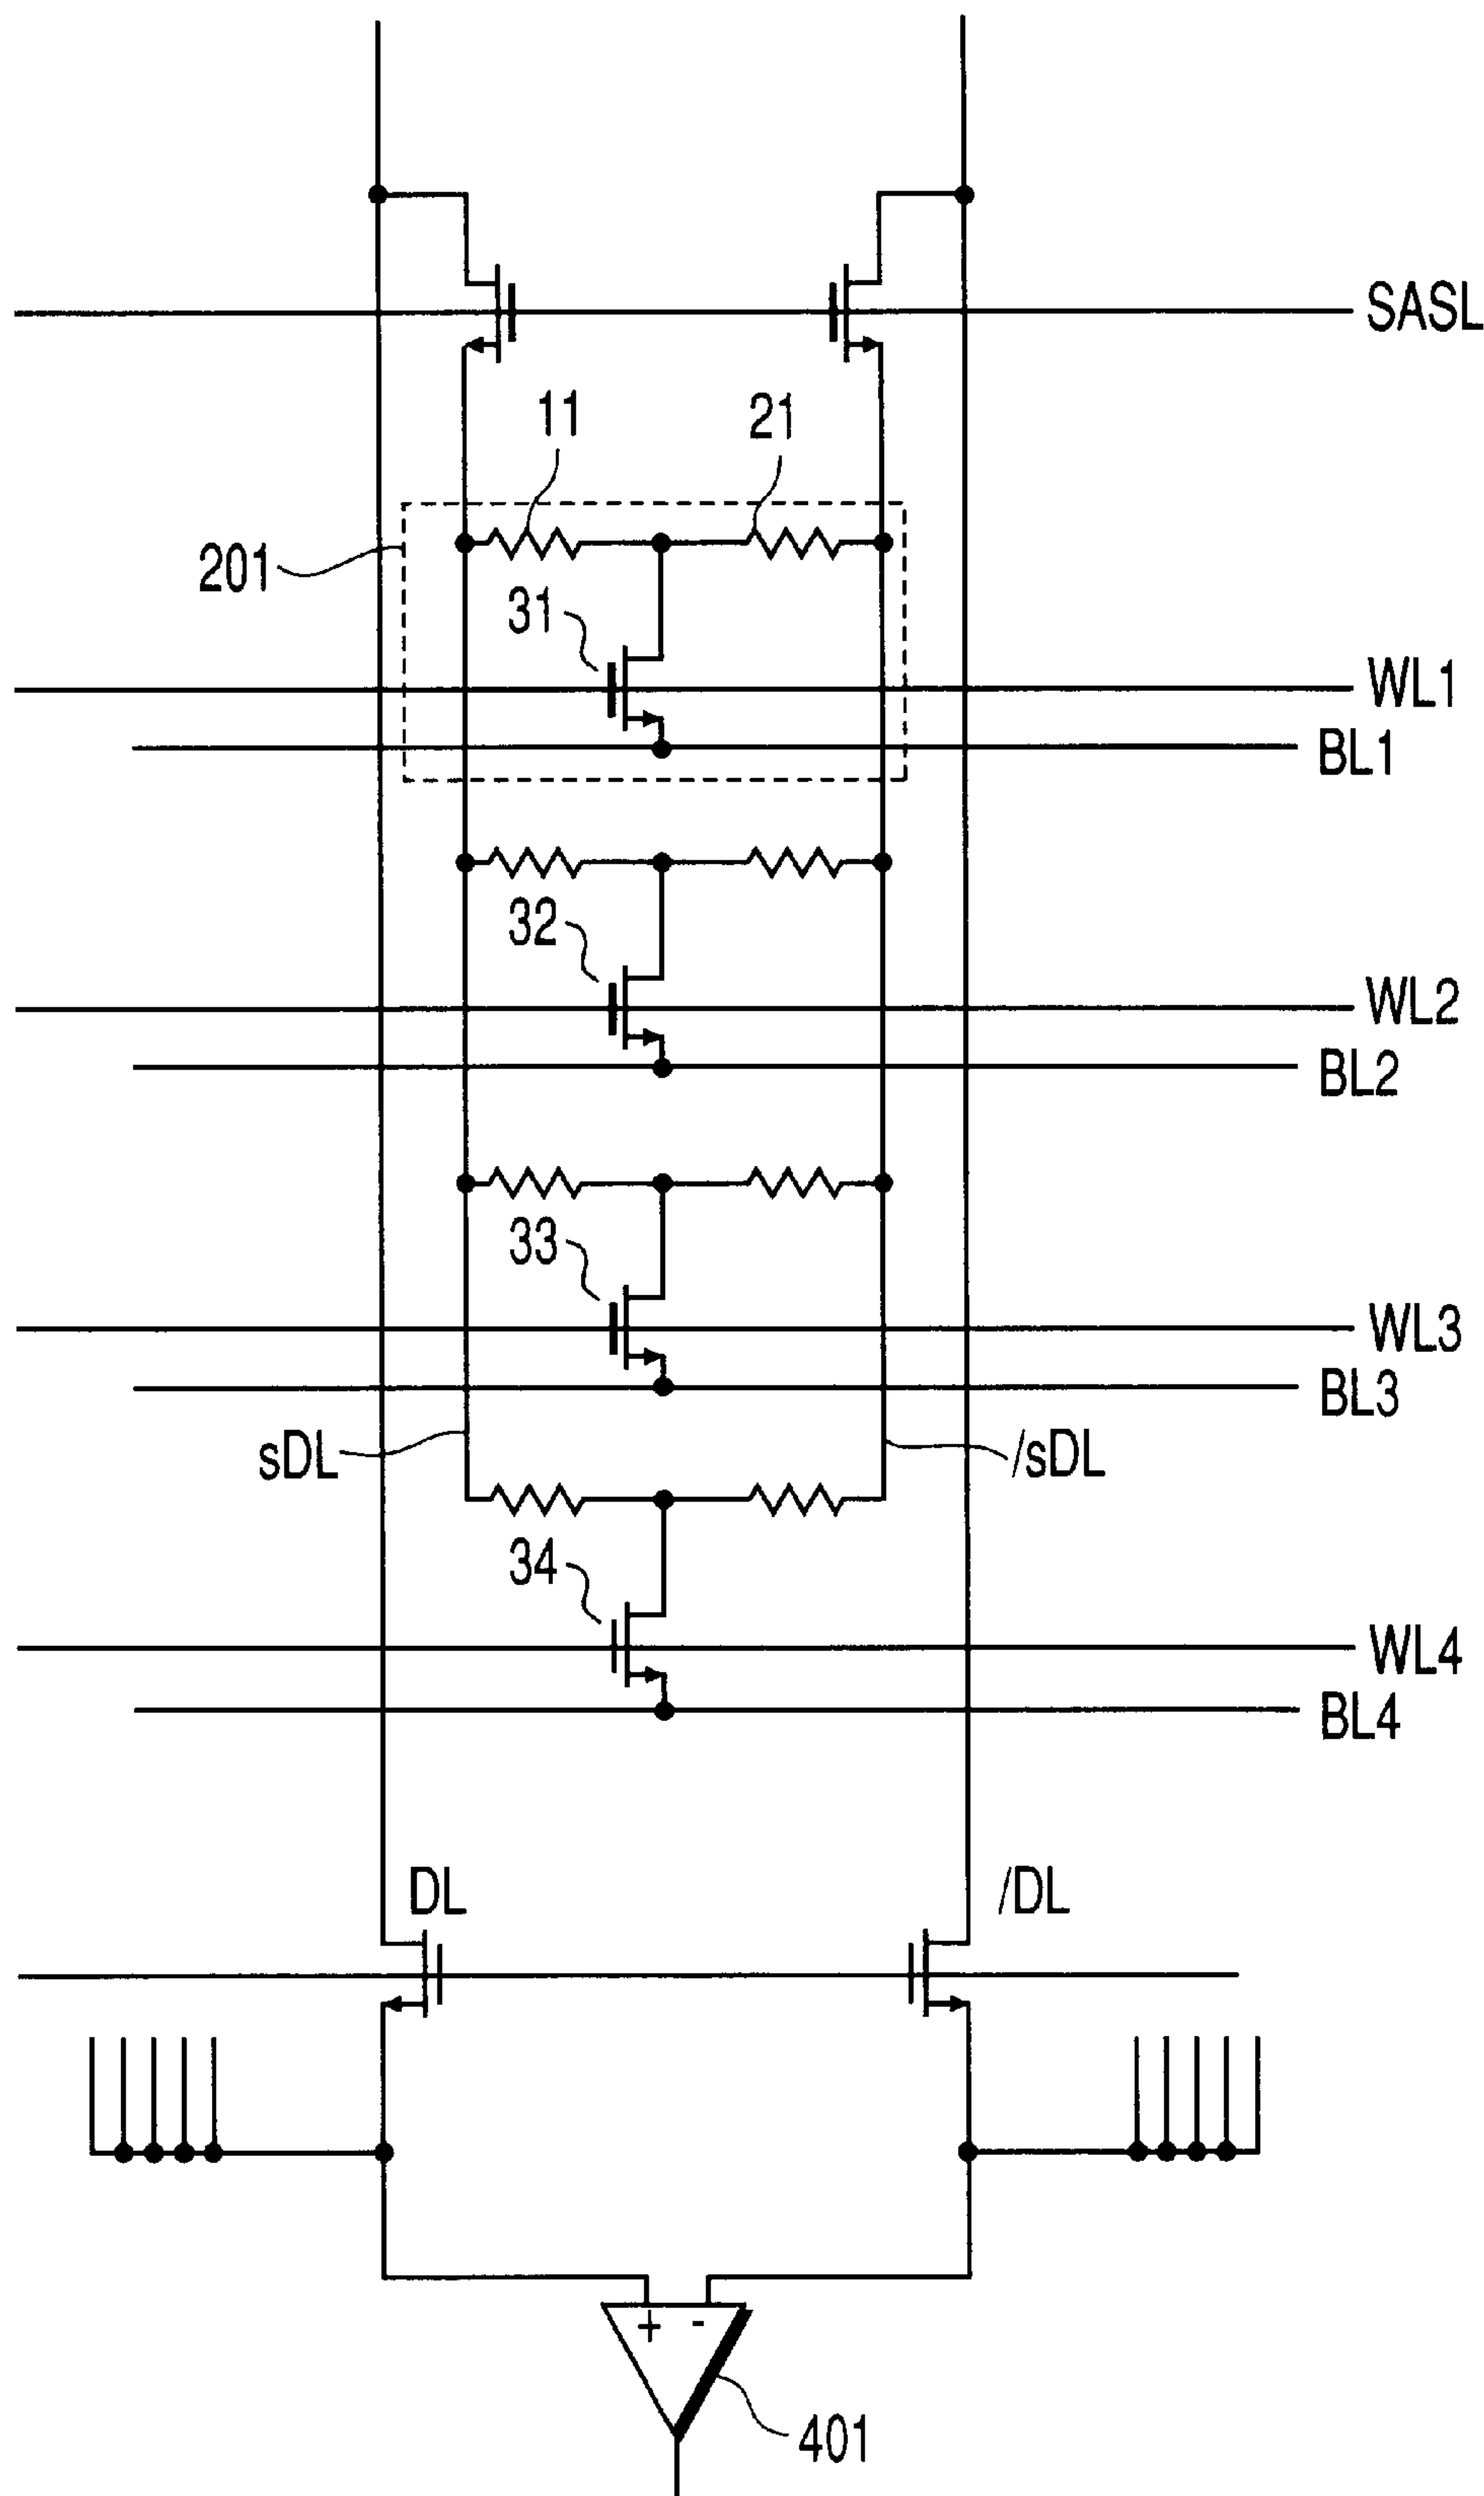 SASL
11
21
201
31
WL1
BL1
32
WL2
BL2
33
WL3
BL3
sDL
/sDL
34
WL4
BL4
DL
/DL
+ -
401